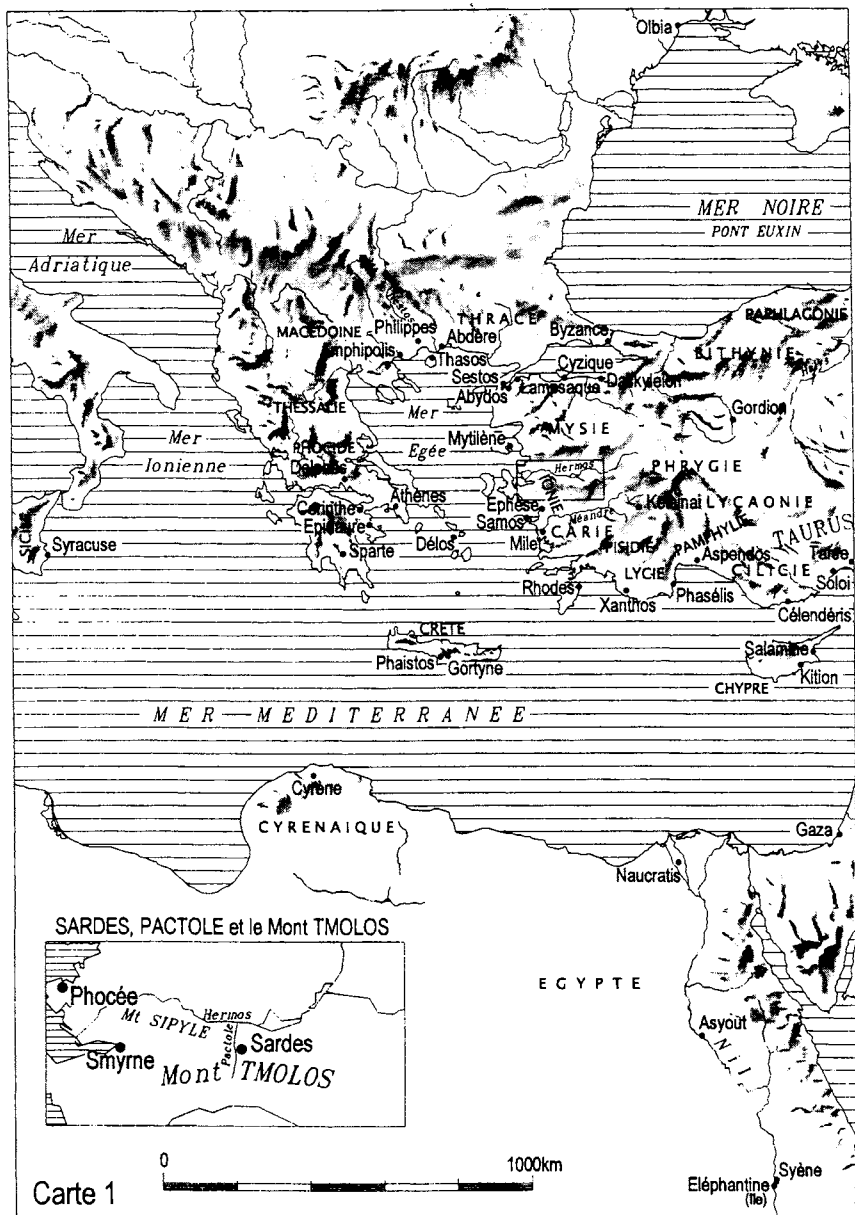 Olbia
MER NOIRE
PONT EUXIN
Mer
Adriatique
THRACE
PAPHLAGONIE
MACEDOINE
Philippes
Abdère
Byzance
BITHYNIE
Amphipolis
Thasos
Cyzique
Sestos
Lampsaque
Daskyleion
Abydos
THESSALIE
Mer
Egée
Gordion
MYSIE
Mer
Ionienne
Mytilène
PHOCIDE
Delphes
Hermos
PHRYGIE
IONIE
Athènes
Ephèse
Kelainai
LYCAONIE
Corinthe
Samos
Méandre
SICILE
Epidaure
Milet
CARIE
PISIDIE
PAMPHYLIE
TAURUS
Syracuse
Sparte
Délos
Aspendos
Tarse
CILICIE
LYCIE
Soloi
Rhodes
Xanthos
Phasélis
Célendéris
CRETE
Salamine
Phaistos
Gortyne
Kition
CHYPRE
MER MEDITERRANEE
Cyrène
CYRENAIQUE
Gaza
Naucratis
SARDES, PACTOLE et le Mont TMOLOS
EGYPTE
Phocée
Mt SIPYLE
Hermos
Pactole
Sardes
Smyrne
Mont TMOLOS
Asyout
NIL
0
1000km
Syène
Eléphantine
(île)
Carte 1